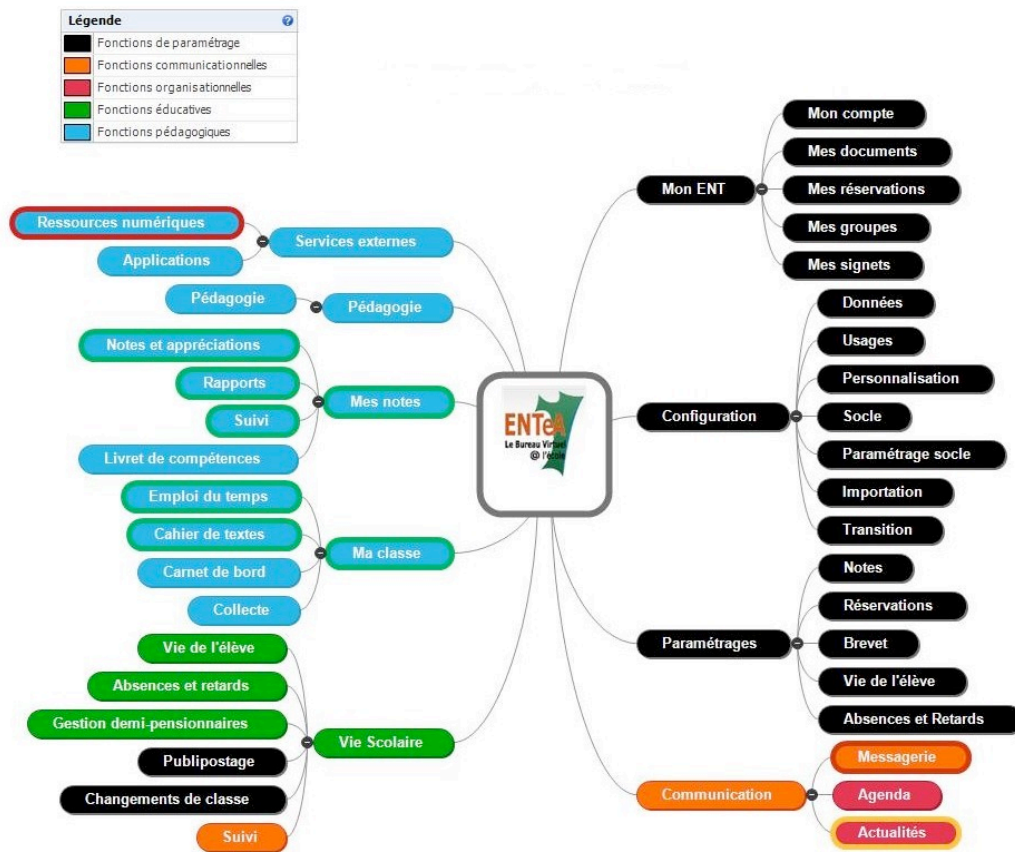 Légende
Fonctions de paramétrage
Fonctions communicationnelles
Fonctions organisationnelles
Fonctions éducatives
Fonctions pédagogiques
Ressources numériques
Applications
Services externes
Pédagogie
Pédagogie
Notes et appréciations
Rapports
Suivi
Livret de compétences
Mes notes
Emploi du temps
Cahier de textes
Carnet de bord
Collecte
Ma classe
Vie de l'élève
Absences et retards
Gestion demi-pensionnaires
Publipostage
Changements de classe
Suivi
Vie Scolaire
ENTeA
Le Bureau Virtuel
@ l'école
Mon ENT
Mon compte
Mes documents
Mes réservations
Mes groupes
Mes signets
Configuration
Données
Usages
Personnalisation
Socle
Paramétrage socle
Importation
Transition
Paramétrages
Notes
Réservations
Brevet
Vie de l'élève
Absences et Retards
Communication
Messagerie
Agenda
Actualités